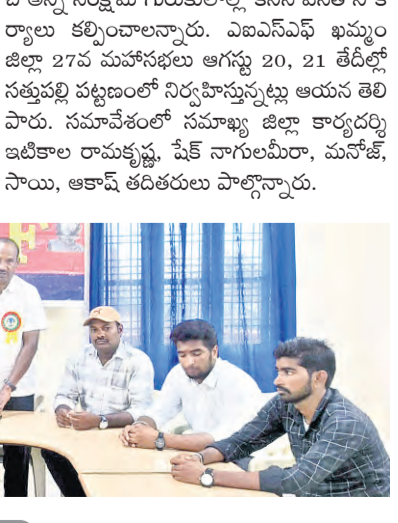 ర్యాలు కల్పించాలన్నారు. ఎఐఎస్ఎఫ్ ఖమ్మం
జిల్లా 27వ మహాసభలు ఆగస్టు 20, 21 తేదీల్లో
సత్తుపల్లి పట్టణంలో నిర్వహిస్తున్నట్లు ఆయన తెలి
పారు. సమావేశంలో సమాఖ్య జిల్లా కార్యదర్శి
ఇటికాల రామకృష్ణ, షేక్ నాగులమీరా, మనోజ్,
సాయి, ఆకాష్ తదితరులు పాల్గొన్నారు.